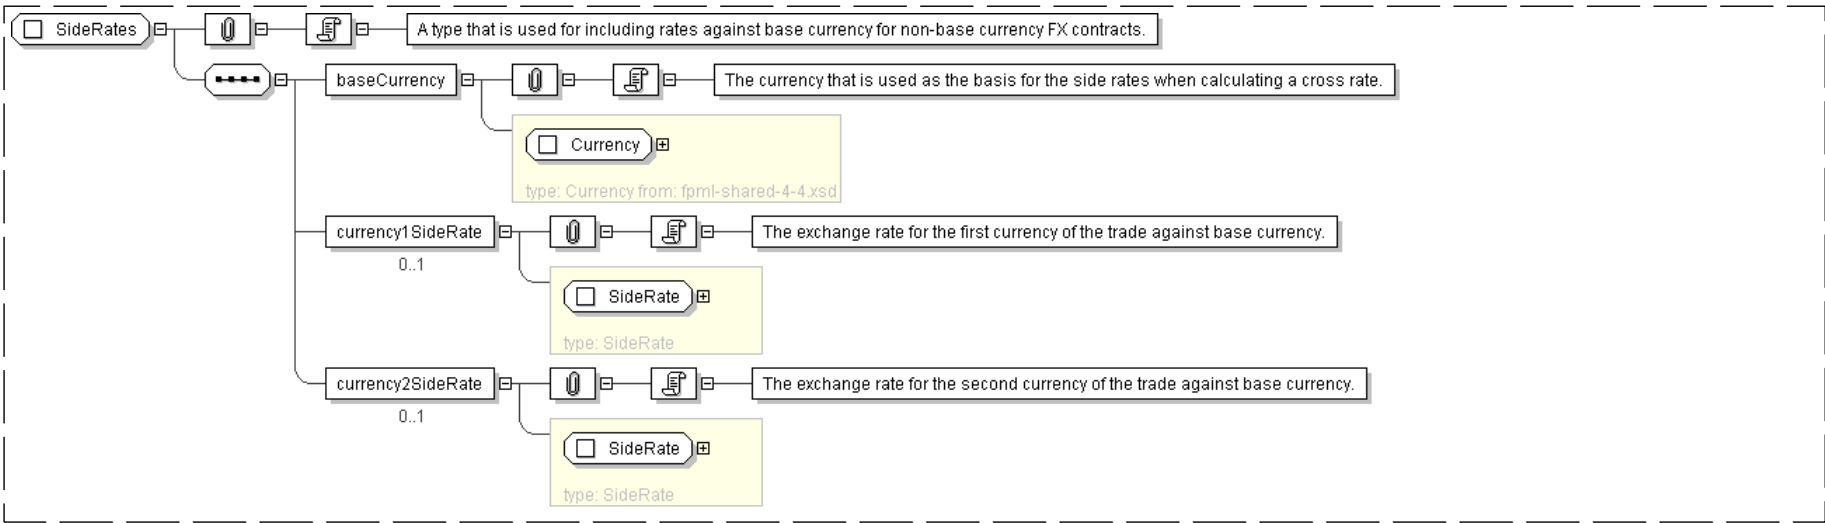 SideRates
A type that is used for including rates against base currency for non-base currency FX contracts.
baseCurrency
The currency that is used as the basis for the side rates when calculating a cross rate.
Currency
type: Currency from: fpml-shared-4-4.xsd
currency1SideRate
The exchange rate for the first currency of the trade against base currency.
0..1
SideRate
type: SideRate
currency2SideRate
The exchange rate for the second currency of the trade against base currency.
0..1
SideRate
type: SideRate